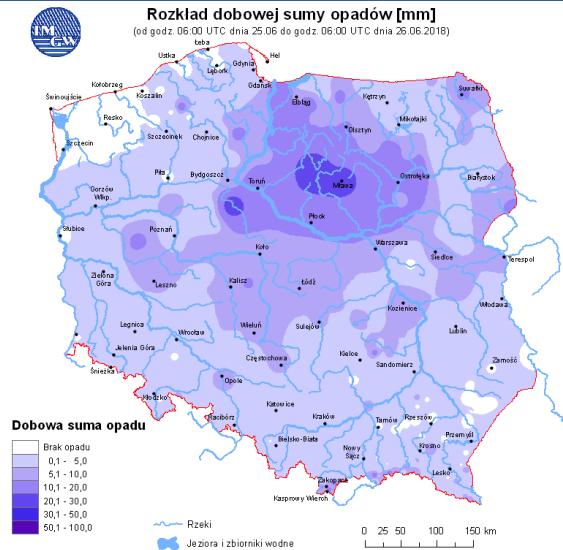 Rozkład dobowej sumy opadów [mm]
(od godz. 06:00 UTC dnia 25.06 do godz. 06:00 UTC dnia 26.06.2018)
IM
GW
Łeba
Ustka
Hel
Lębork
Gdynia
Gdańsk
Kołobrzeg
Koszalin
Świnoujście
Elbląg
Kętrzyn
Suwałki
Resko
Mikołajki
Olsztyn
Szczecinek
Chojnice
Szczecin
Piła
Bydgoszcz
Toruń
Mława
Ostrołęka
Białystok
Gorzów
Wlkp.
Płock
Słubice
Poznań
Koło
Warszawa
Siedlce
Terespol
Zielona
Góra
Leszno
Kalisz
Łódź
Kozienice
Włodawa
Legnica
Wrocław
Wieluń
Sulejów
Lublin
Jelenia Góra
Śnieżka
Częstochowa
Kielce
Sandomierz
Zamość
Opole
Kłodzko
Katowice
Racibórz
Kraków
Tarnów
Rzeszów
Bielsko-Biała
Nowy
Sącz
Krosno
Przemyśl
Lesko
Zakopane
Kasprowy Wierch
Dobowa suma opadu
Brak opadu
0,1 - 5,0
5,1 - 10,0
10,1 - 20,0
20,1 - 30,0
30,1 - 50,0
50,1 - 100,0
Rzeki
Jeziora i zbiorniki wodne
0 25 50 100 150 km